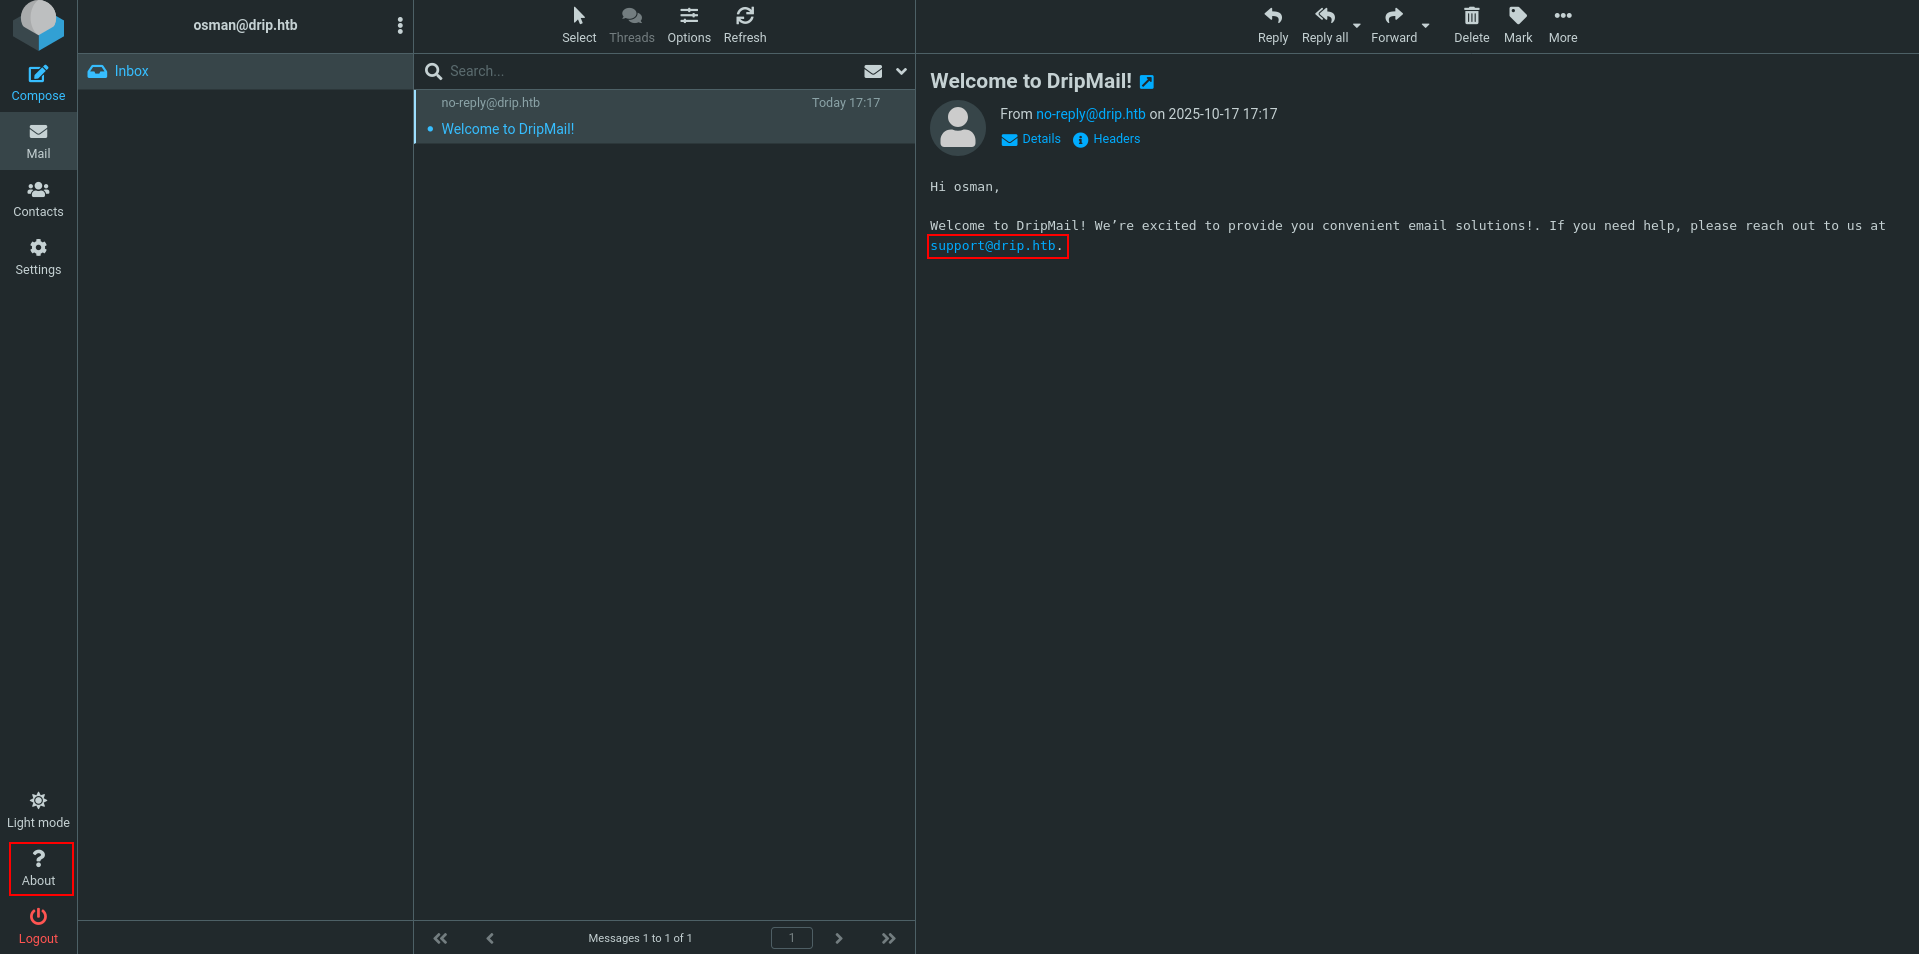 osman@drip.htb
Select
Threads
Options
Refresh
Reply
Reply all
Forward
Delete
Mark
More
Compose
Mail
Contacts
Settings
Light mode
About
Logout
Inbox
Search...
no-reply@drip.htb
Today 17:17
Welcome to DripMail!
Messages 1 to 1 of 1
1
Welcome to DripMail!
From no-reply@drip.htb on 2025-10-17 17:17
Details
Headers
Hi osman,
Welcome to DripMail! We’re excited to provide you convenient email solutions!. If you need help, please reach out to us at
support@drip.htb.